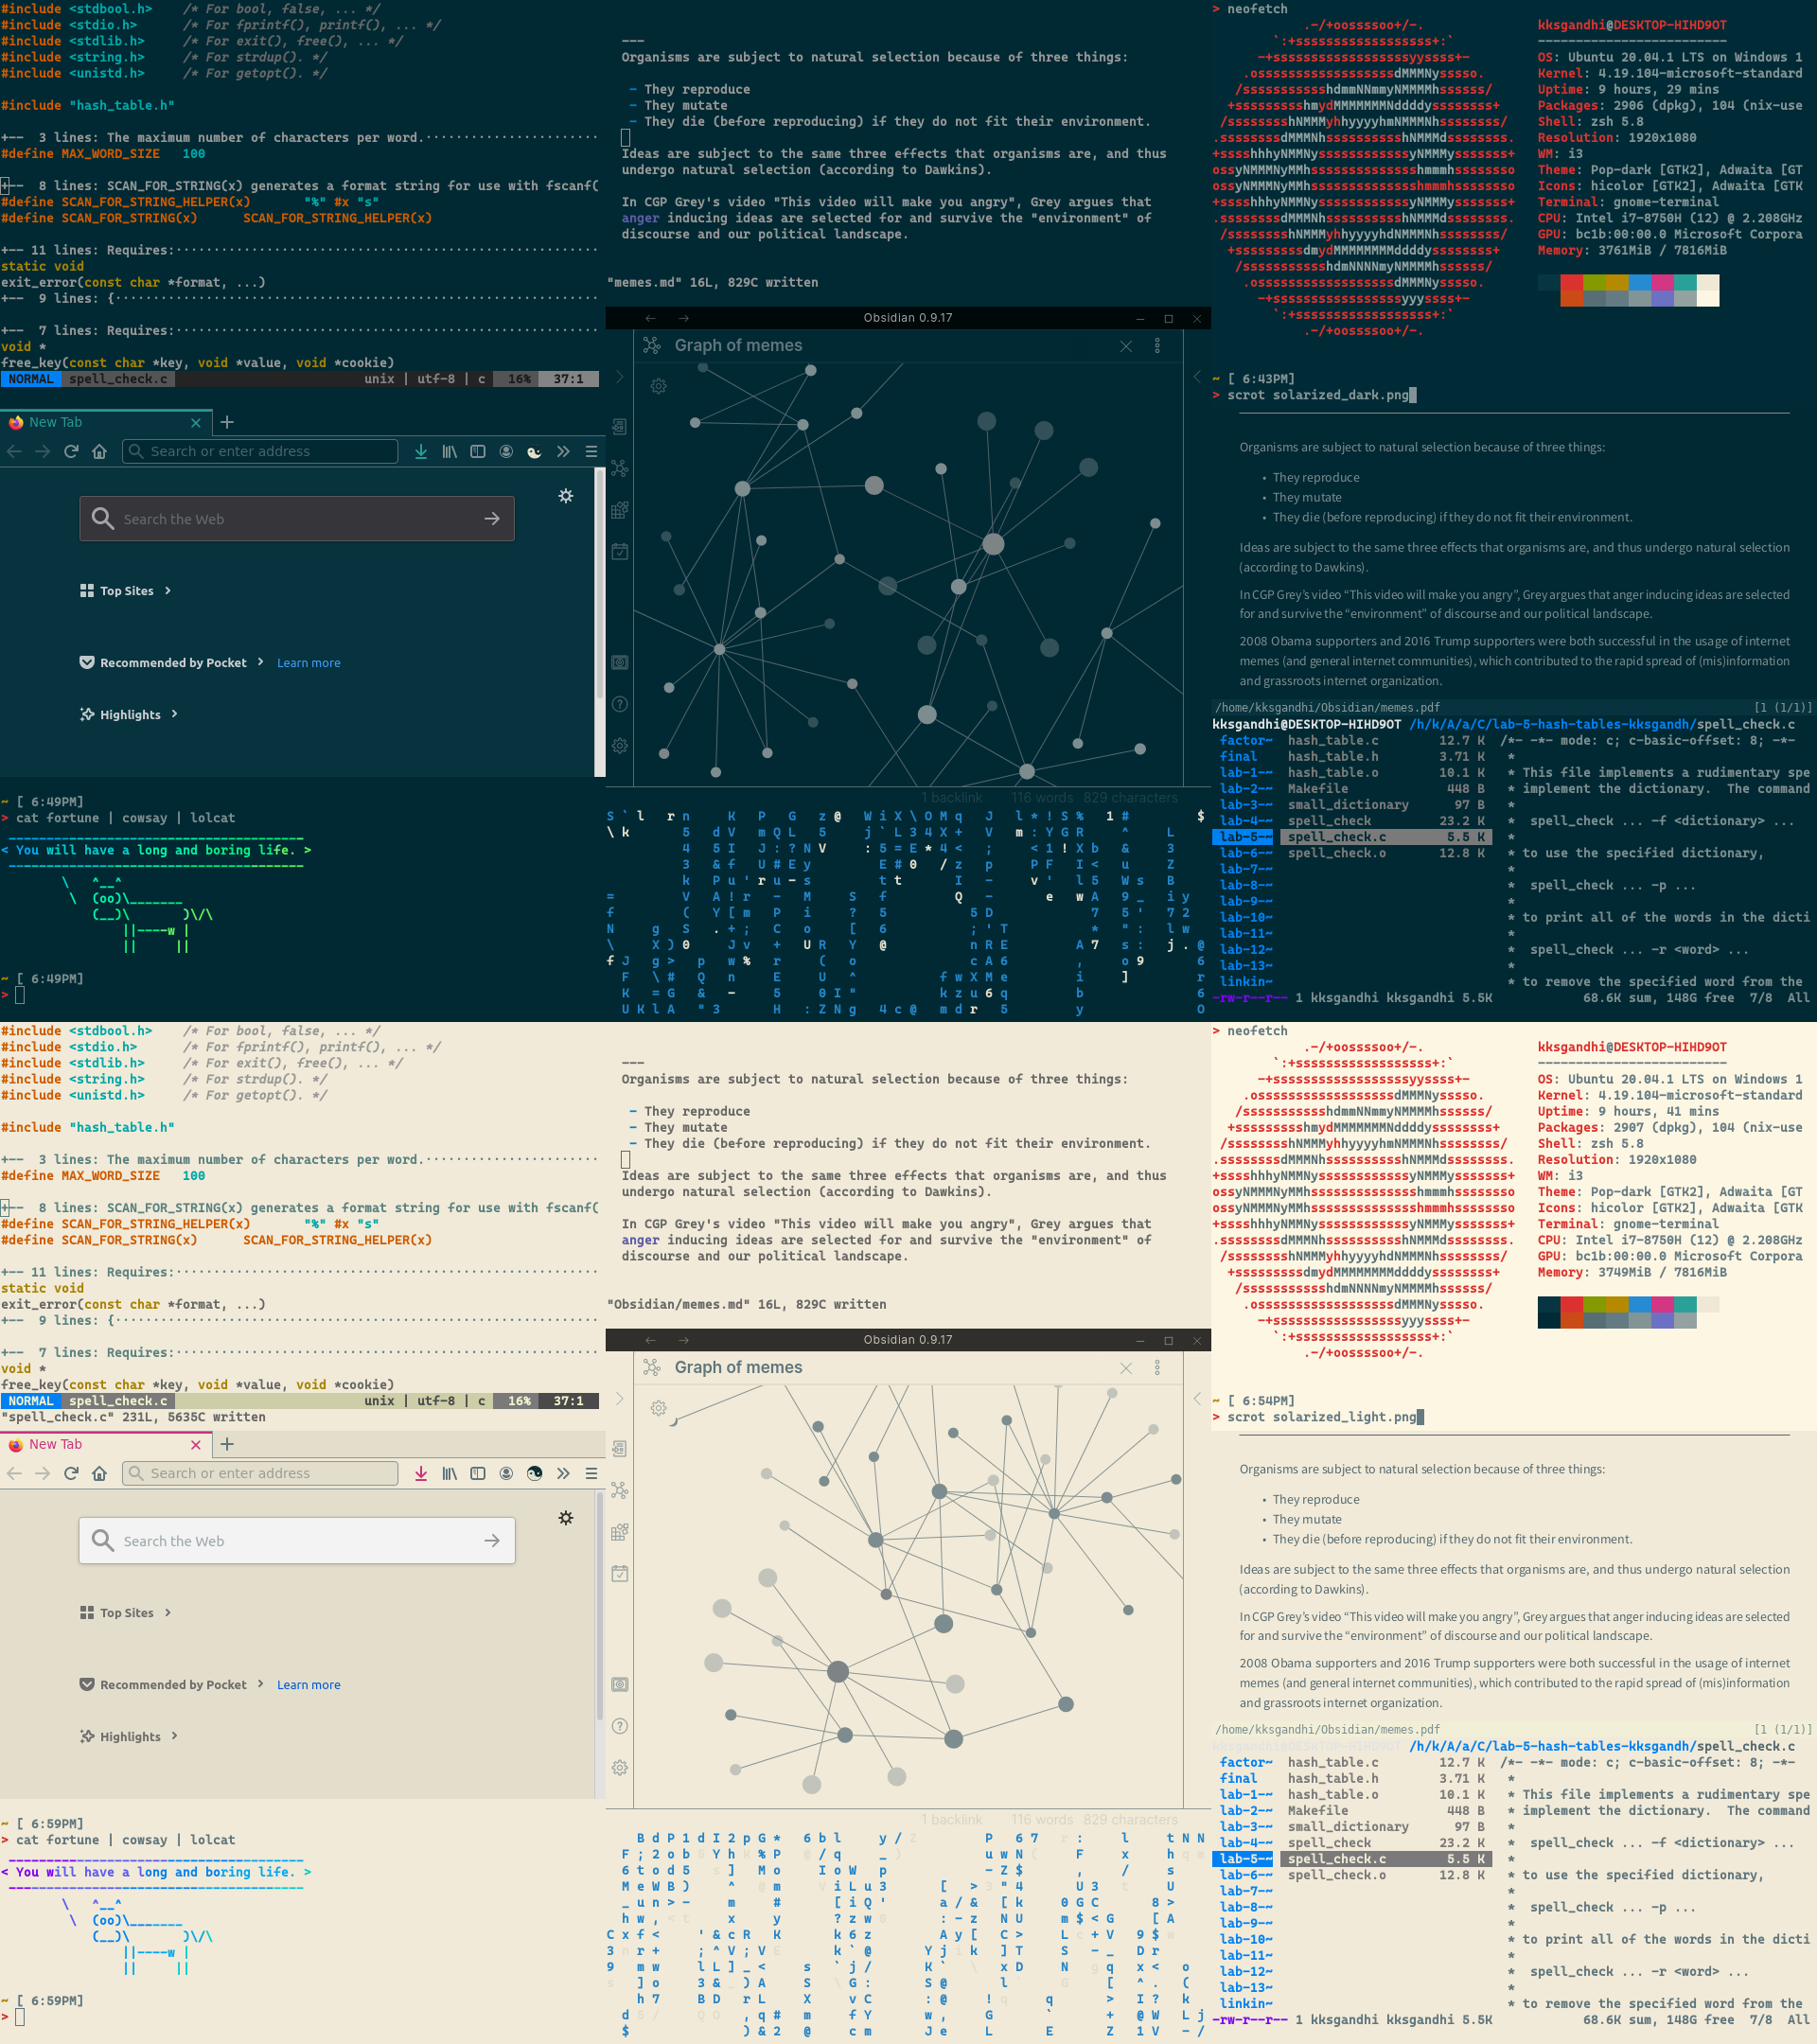 #include <stdbool.h>    /* For bool, false, ... */
#include <stdio.h>      /* For fprintf(), printf(), ... */
#include <stdlib.h>     /* For exit(), free(), ... */
#include <string.h>     /* For strdup(). */
#include <unistd.h>     /* For getopt(). */
#include "hash_table.h"
+--  3 lines: The maximum number of characters per word.
#define MAX_WORD_SIZE   100
+--  8 lines: SCAN_FOR_STRING(x) generates a format string for use with fscanf(
#define SCAN_FOR_STRING_HELPER(x)       "%" #x "s"
#define SCAN_FOR_STRING(x)      SCAN_FOR_STRING_HELPER(x)
+-- 11 lines: Requires:
static void
exit_error(const char *format, ...)
+--  9 lines: {
+--  7 lines: Requires:
void *
free_key(const char *key, void *value, void *cookie)
NORMAL  spell_check.c  unix | utf-8 | c  16%  37:1
---
Organisms are subject to natural selection because of three things:
- They reproduce
- They mutate
- They die (before reproducing) if they do not fit their environment.
Ideas are subject to the same three effects that organisms are, and thus
undergo natural selection (according to Dawkins).
In CGP Grey's video "This video will make you angry", Grey argues that
anger inducing ideas are selected for and survive the "environment" of
discourse and our political landscape.
"memes.md" 16L, 829C written
> neofetch
kksgandhi@DESKTOP-HIHD9OT
OS: Ubuntu 20.04.1 LTS on Windows 1
Kernel: 4.19.104-microsoft-standard
Uptime: 9 hours, 29 mins
Packages: 2906 (dpkg), 104 (nix-use
Shell: zsh 5.8
Resolution: 1920x1080
WM: i3
Theme: Pop-dark [GTK2], Adwaita [GT
Icons: hicolor [GTK2], Adwaita [GTK
Terminal: gnome-terminal
CPU: Intel i7-8750H (12) @ 2.208GHz
GPU: bc1b:00:00.0 Microsoft Corpora
Memory: 3761MiB / 7816MiB
~ [ 6:43PM]
> scrot solarized_dark.png
New Tab
Search or enter address
Search the Web
Top Sites
Recommended by Pocket  Learn more
Highlights
Obsidian 0.9.17
Graph of memes
1 backlink  116 words  829 characters
Organisms are subject to natural selection because of three things:
• They reproduce
• They mutate
• They die (before reproducing) if they do not fit their environment.
Ideas are subject to the same three effects that organisms are, and thus undergo natural selection
(according to Dawkins).
In CGP Grey's video “This video will make you angry”, Grey argues that anger inducing ideas are selected
for and survive the “environment” of discourse and our political landscape.
2008 Obama supporters and 2016 Trump supporters were both successful in the usage of internet
memes (and general internet communities), which contributed to the rapid spread of (mis)information
and grassroots internet organization.
/home/kksgandhi/Obsidian/memes.pdf  [1 (1/1)]
~ [ 6:49PM]
> cat fortune | cowsay | lolcat
< You will have a long and boring life. >
~ [ 6:49PM]
>
kksgandhi@DESKTOP-HIHD9OT /h/k/A/a/C/lab-5-hash-tables-kksgandh/spell_check.c
factor~  hash_table.c  12.7 K  /*- -*- mode: c; c-basic-offset: 8; -*-
final  hash_table.h  3.71 K  *
lab-1~~  hash_table.o  10.1 K  * This file implements a rudimentary spe
lab-2~~  Makefile  448 B  * implement the dictionary.  The command
lab-3~~  small_dictionary  97 B  *
lab-4~~  spell_check  23.2 K  *  spell_check ... -f <dictionary> ...
lab-5~~  spell_check.c  5.5 K  *
lab-6~~  spell_check.o  12.8 K  * to use the specified dictionary,
lab-7~~  *
lab-8~~  *  spell_check ... -p ...
lab-9~~  *
lab-10~  * to print all of the words in the dicti
lab-11~  *
lab-12~  *  spell_check ... -r <word> ...
lab-13~  *
linkin~  * to remove the specified word from the
-rw-r--r-- 1 kksgandhi kksgandhi 5.5K  68.6K sum, 148G free  7/8  All
#include <stdbool.h>    /* For bool, false, ... */
#include <stdio.h>      /* For fprintf(), printf(), ... */
#include <stdlib.h>     /* For exit(), free(), ... */
#include <string.h>     /* For strdup(). */
#include <unistd.h>     /* For getopt(). */
#include "hash_table.h"
+--  3 lines: The maximum number of characters per word.
#define MAX_WORD_SIZE   100
+--  8 lines: SCAN_FOR_STRING(x) generates a format string for use with fscanf(
#define SCAN_FOR_STRING_HELPER(x)       "%" #x "s"
#define SCAN_FOR_STRING(x)      SCAN_FOR_STRING_HELPER(x)
+-- 11 lines: Requires:
static void
exit_error(const char *format, ...)
+--  9 lines: {
+--  7 lines: Requires:
void *
free_key(const char *key, void *value, void *cookie)
NORMAL  spell_check.c  unix | utf-8 | c  16%  37:1
"spell_check.c" 231L, 5635C written
---
Organisms are subject to natural selection because of three things:
- They reproduce
- They mutate
- They die (before reproducing) if they do not fit their environment.
Ideas are subject to the same three effects that organisms are, and thus
undergo natural selection (according to Dawkins).
In CGP Grey's video "This video will make you angry", Grey argues that
anger inducing ideas are selected for and survive the "environment" of
discourse and our political landscape.
"Obsidian/memes.md" 16L, 829C written
> neofetch
kksgandhi@DESKTOP-HIHD9OT
OS: Ubuntu 20.04.1 LTS on Windows 1
Kernel: 4.19.104-microsoft-standard
Uptime: 9 hours, 41 mins
Packages: 2907 (dpkg), 104 (nix-use
Shell: zsh 5.8
Resolution: 1920x1080
WM: i3
Theme: Pop-dark [GTK2], Adwaita [GT
Icons: hicolor [GTK2], Adwaita [GTK
Terminal: gnome-terminal
CPU: Intel i7-8750H (12) @ 2.208GHz
GPU: bc1b:00:00.0 Microsoft Corpora
Memory: 3749MiB / 7816MiB
~ [ 6:54PM]
> scrot solarized_light.png
New Tab
Search or enter address
Search the Web
Top Sites
Recommended by Pocket  Learn more
Highlights
Obsidian 0.9.17
Graph of memes
1 backlink  116 words  829 characters
Organisms are subject to natural selection because of three things:
• They reproduce
• They mutate
• They die (before reproducing) if they do not fit their environment.
Ideas are subject to the same three effects that organisms are, and thus undergo natural selection
(according to Dawkins).
In CGP Grey's video “This video will make you angry”, Grey argues that anger inducing ideas are selected
for and survive the “environment” of discourse and our political landscape.
2008 Obama supporters and 2016 Trump supporters were both successful in the usage of internet
memes (and general internet communities), which contributed to the rapid spread of (mis)information
and grassroots internet organization.
/home/kksgandhi/Obsidian/memes.pdf  [1 (1/1)]
~ [ 6:59PM]
> cat fortune | cowsay | lolcat
< You will have a long and boring life. >
~ [ 6:59PM]
>
kksgandhi@DESKTOP-HIHD9OT /h/k/A/a/C/lab-5-hash-tables-kksgandh/spell_check.c
factor~  hash_table.c  12.7 K  /*- -*- mode: c; c-basic-offset: 8; -*-
final  hash_table.h  3.71 K  *
lab-1~~  hash_table.o  10.1 K  * This file implements a rudimentary spe
lab-2~~  Makefile  448 B  * implement the dictionary.  The command
lab-3~~  small_dictionary  97 B  *
lab-4~~  spell_check  23.2 K  *  spell_check ... -f <dictionary> ...
lab-5~~  spell_check.c  5.5 K  *
lab-6~~  spell_check.o  12.8 K  * to use the specified dictionary,
lab-7~~  *
lab-8~~  *  spell_check ... -p ...
lab-9~~  *
lab-10~  * to print all of the words in the dicti
lab-11~  *
lab-12~  *  spell_check ... -r <word> ...
lab-13~  *
linkin~  * to remove the specified word from the
-rw-r--r-- 1 kksgandhi kksgandhi 5.5K  68.6K sum, 148G free  7/8  All